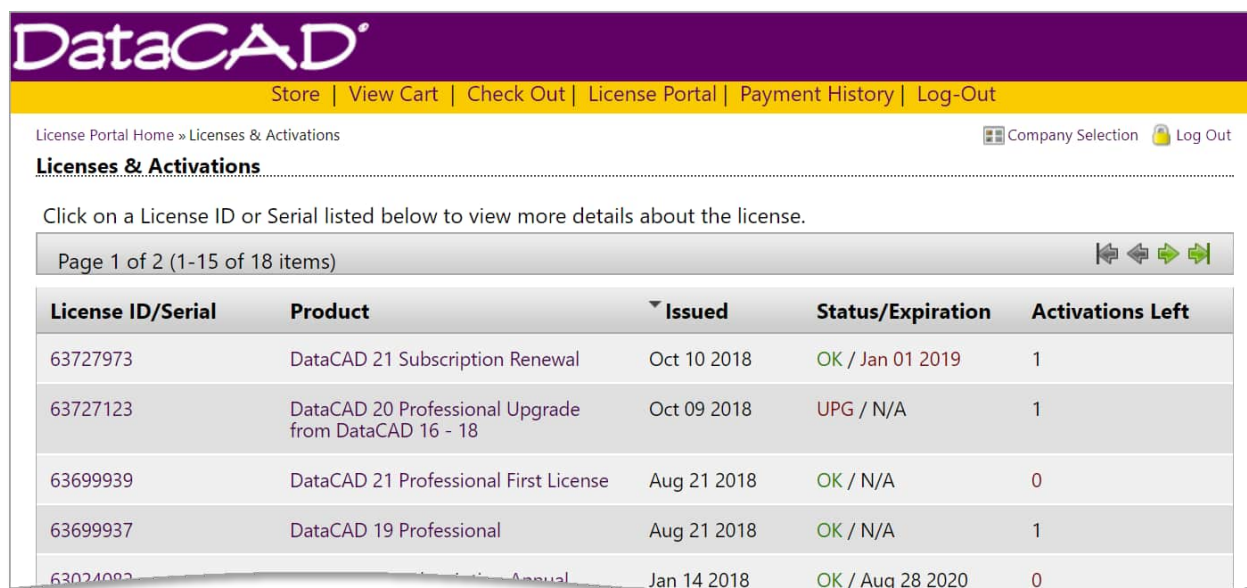 DataCAD
Store | View Cart | Check Out | License Portal | Payment History | Log-Out
License Portal Home » Licenses & Activations Company Selection Log Out
Licenses & Activations
Click on a License ID or Serial listed below to view more details about the license.
Page 1 of 2 (1-15 of 18 items)
License ID/Serial Product Issued Status/Expiration Activations Left
63727973 DataCAD 21 Subscription Renewal Oct 10 2018 OK / Jan 01 2019 1
63727123 DataCAD 20 Professional Upgrade Oct 09 2018 UPG / N/A 1
from DataCAD 16 - 18
63699939 DataCAD 21 Professional First License Aug 21 2018 OK / N/A 0
63699937 DataCAD 19 Professional Aug 21 2018 OK / N/A 1
Annual Jan 14 2018 OK / Aug 28 2020 0